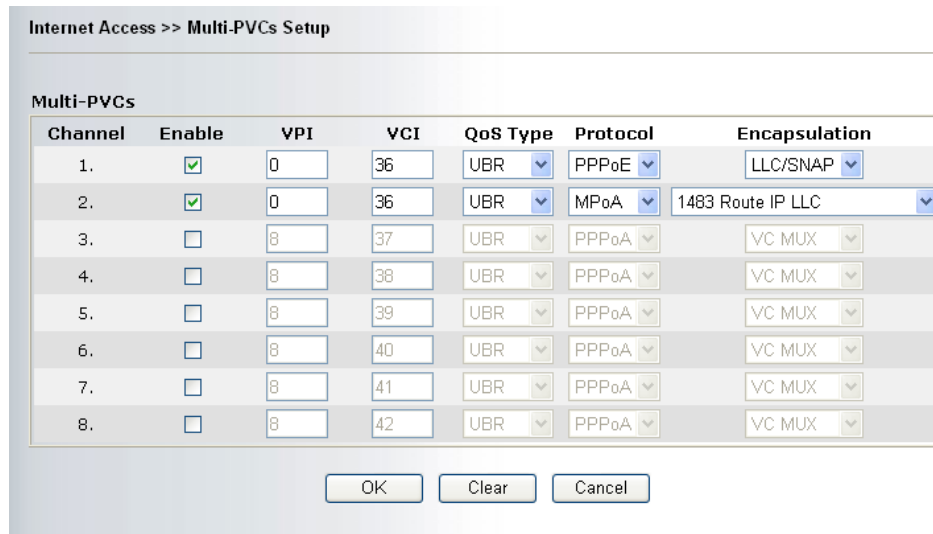 Internet Access >> Multi-PVCs Setup
Multi-PVCs
Channel Enable VPI VCI QoS Type Protocol Encapsulation
1. 0 36 UBR PPPoE LLC/SNAP
2. 0 36 UBR MPoA 1483 Route IP LLC
3. 8 37 UBR PPPoA VC MUX
4. 8 38 UBR PPPoA VC MUX
5. 8 39 UBR PPPoA VC MUX
6. 8 40 UBR PPPoA VC MUX
7. 8 41 UBR PPPoA VC MUX
8. 8 42 UBR PPPoA VC MUX
OK Clear Cancel